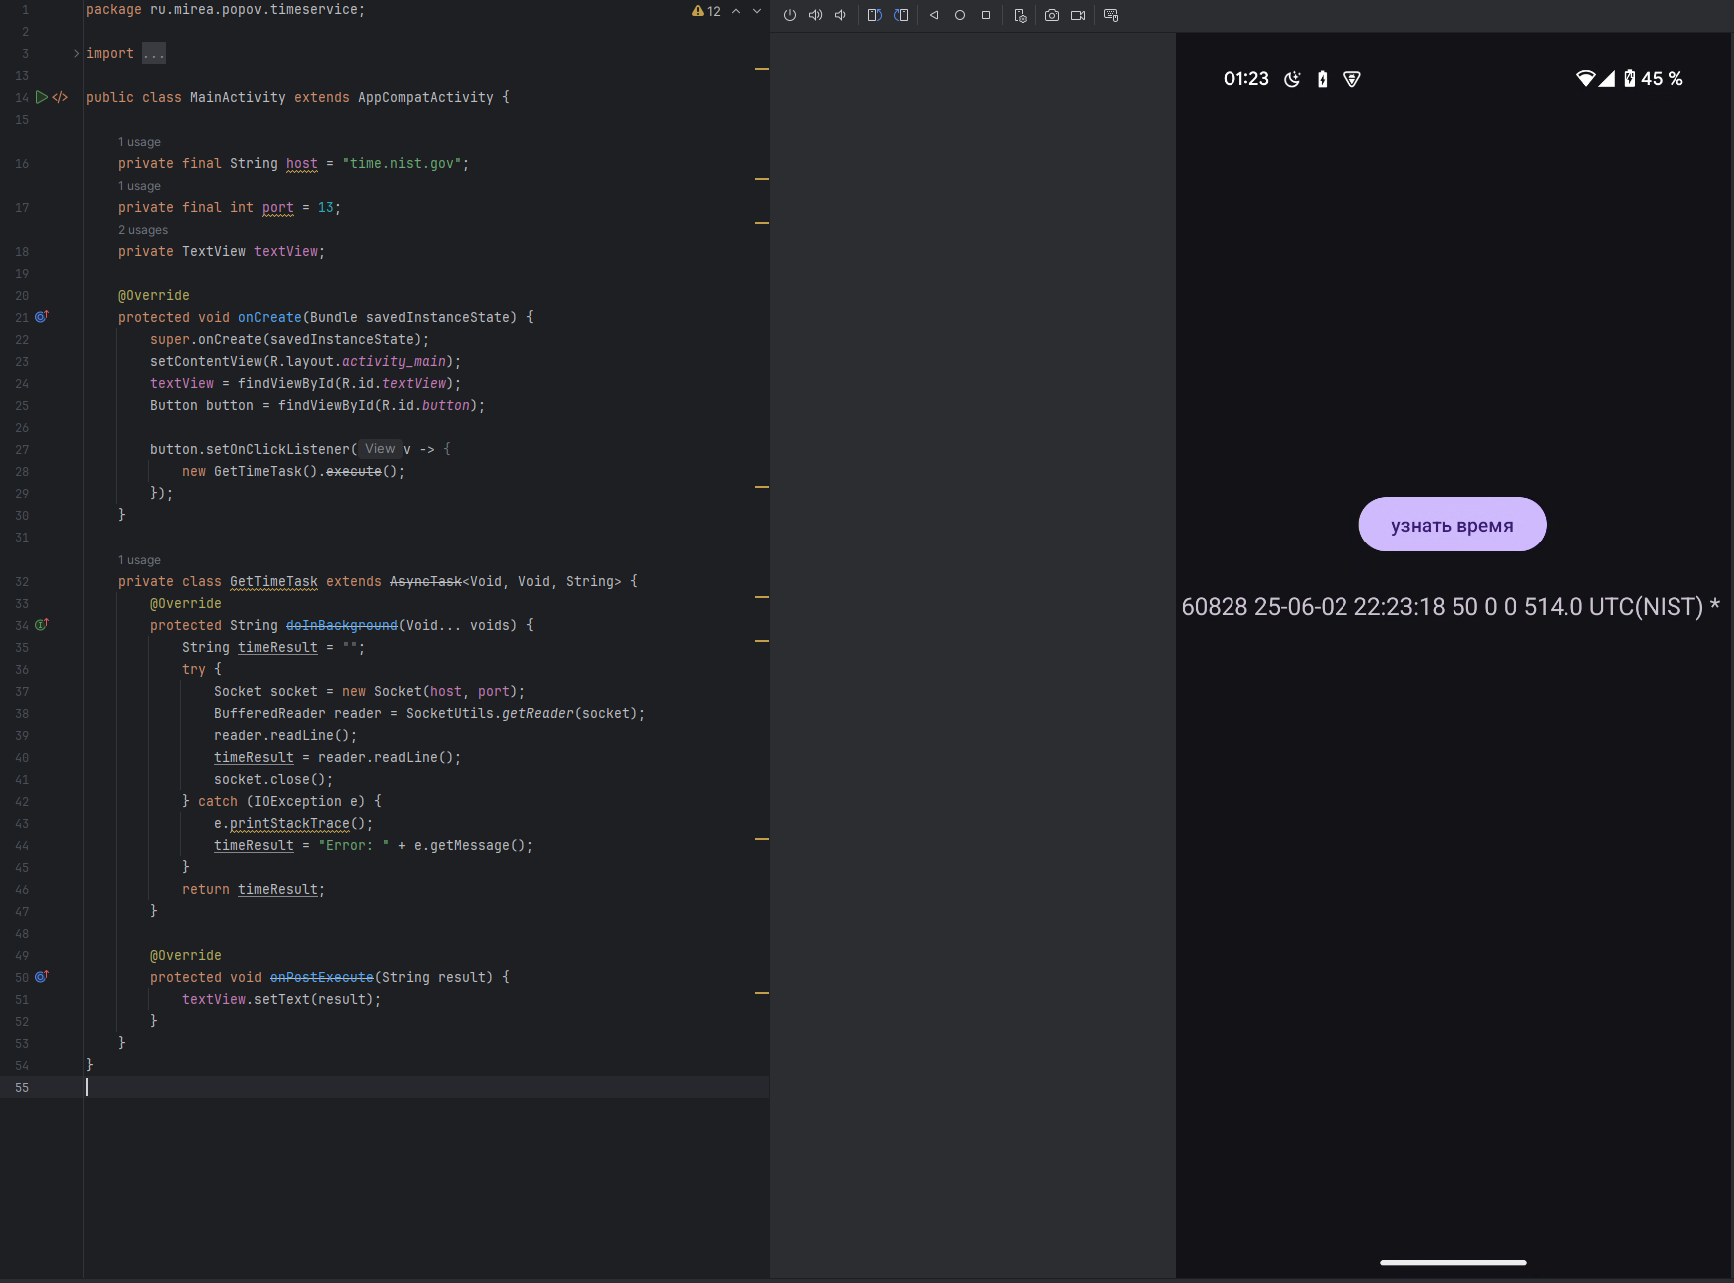 1 package ru.mirea.popov.timeservice;
12
2
3 import ...
13
14 public class MainActivity extends AppCompatActivity {
15
1 usage
16 private final String host = "time.nist.gov";
1 usage
17 private final int port = 13;
2 usages
18 private TextView textView;
19
20 @Override
21 protected void onCreate(Bundle savedInstanceState) {
22 super.onCreate(savedInstanceState);
23 setContentView(R.layout.activity_main);
24 textView = findViewById(R.id.textView);
25 Button button = findViewById(R.id.button);
26
27 button.setOnClickListener( View v -> {
28 new GetTimeTask().execute();
29 });
30 }
31
1 usage
32 private class GetTimeTask extends AsyncTask<Void, Void, String> {
33 @Override
34 protected String doInBackground(Void... voids) {
35 String timeResult = "";
36 try {
37 Socket socket = new Socket(host, port);
38 BufferedReader reader = SocketUtils.getReader(socket);
39 reader.readLine();
40 timeResult = reader.readLine();
41 socket.close();
42 } catch (IOException e) {
43 e.printStackTrace();
44 timeResult = "Error: " + e.getMessage();
45 }
46 return timeResult;
47 }
48
49 @Override
50 protected void onPostExecute(String result) {
51 textView.setText(result);
52 }
53 }
54 }
55
01:23 45 %
узнать время
60828 25-06-02 22:23:18 50 0 0 514.0 UTC(NIST) *